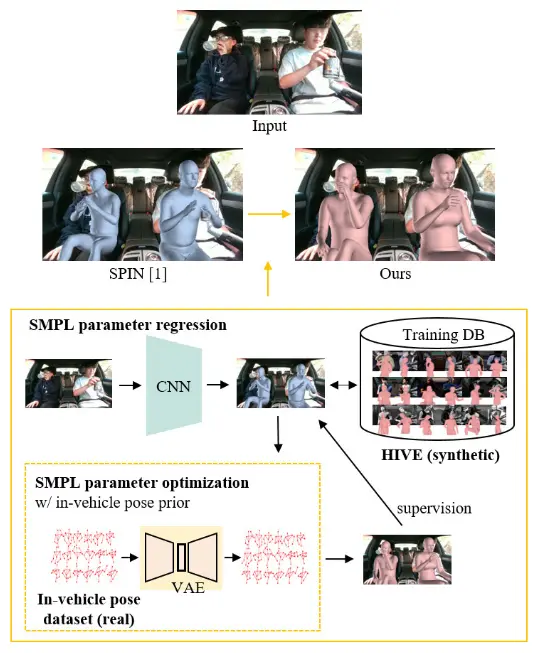 Input
SPIN [1]
Ours
SMPL parameter regression
CNN
Training DB
HIVE (synthetic)
SMPL parameter optimization
w/ in-vehicle pose prior
supervision
VAE
In-vehicle pose
dataset (real)